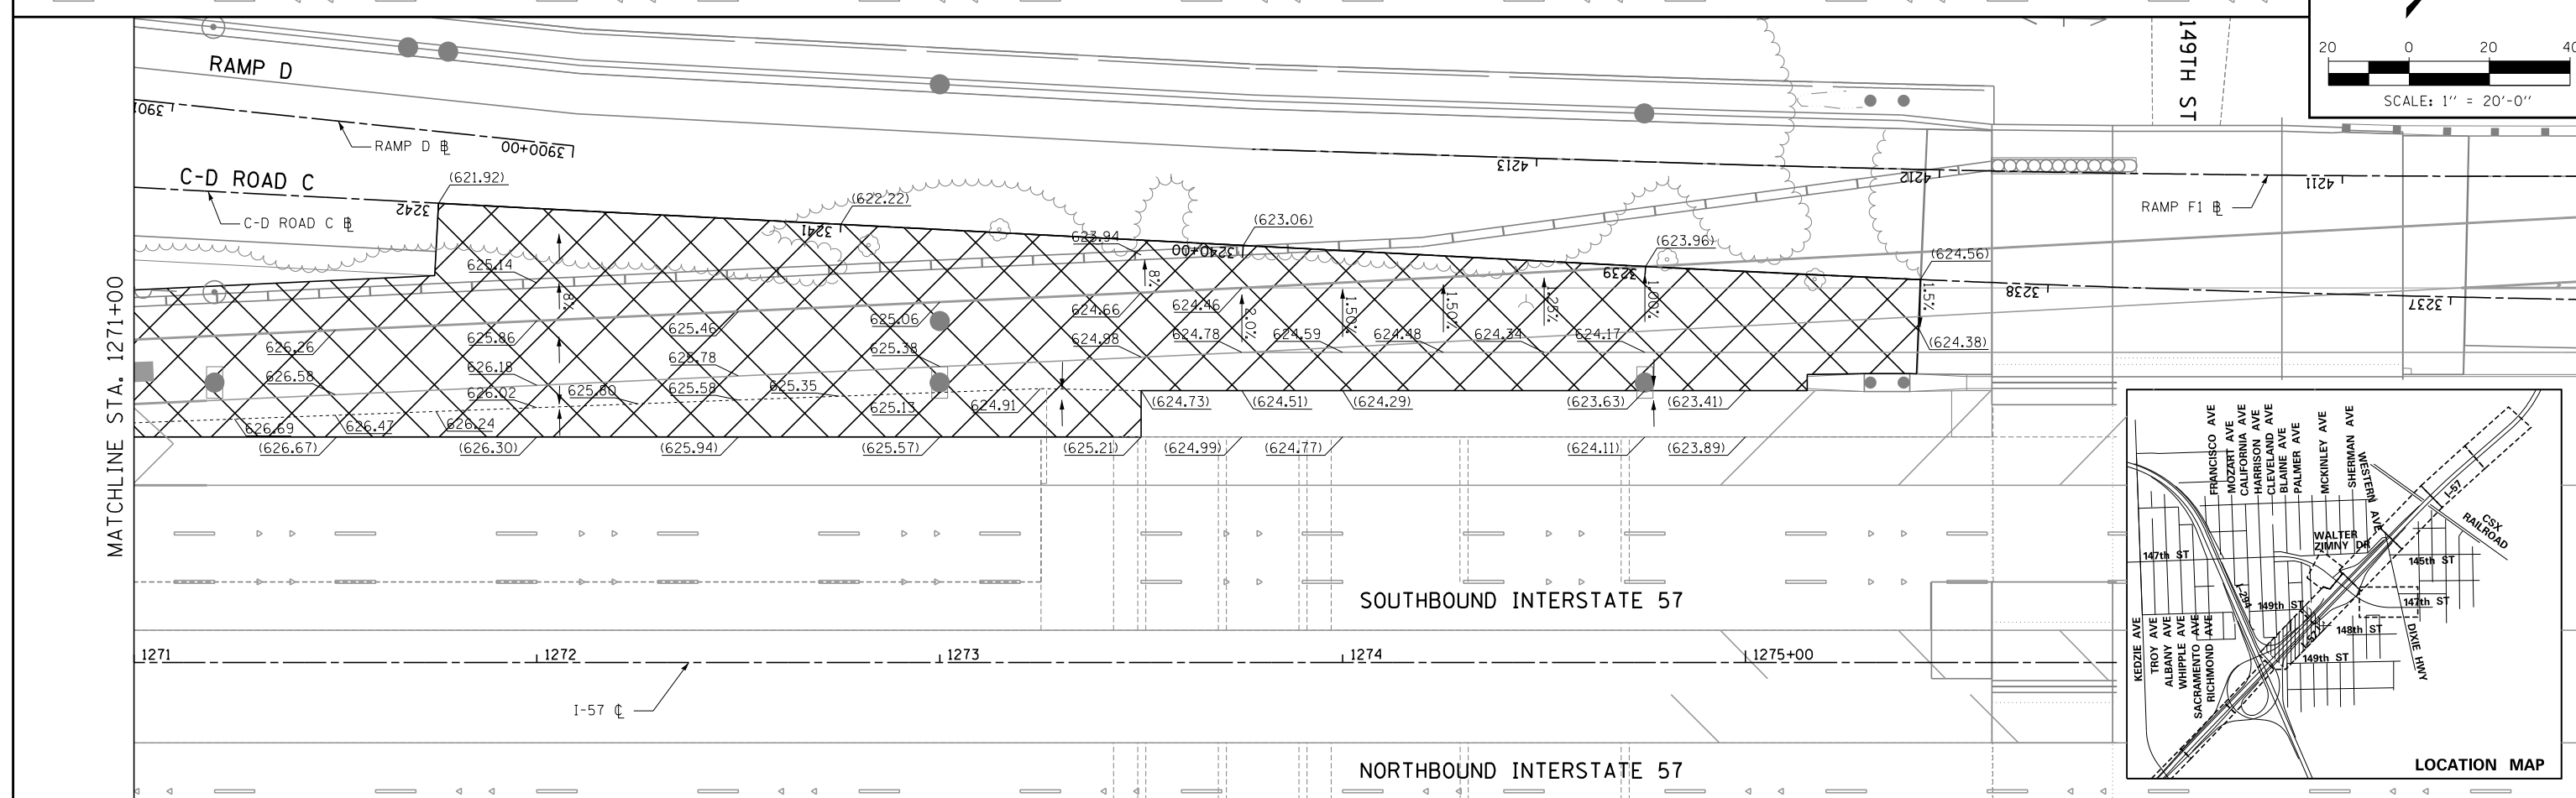 149TH ST
20 0 20 40
SCALE: 1'' = 20'-0''
RAMP D
3901
RAMP D ℄
3900+00
C-D ROAD C
C-D ROAD C ℄
3242
(621.92)
(622.22)
3241
(623.06)
3240+00
623.94
(623.96)
3239
(624.56)
3238
3237
4213
4212
4211
RAMP F1 ℄
625.14
8%
8%
2.0%
1.50%
1.50%
1.25%
1.00%
1.5%
626.26
625.86
625.46
625.06
624.66
624.46
626.58
626.18
625.78
625.38
624.98
624.78
624.59
624.48
624.34
624.17
(624.38)
626.69
626.47
626.24
626.02
625.80
625.58
625.35
625.13
624.91
(624.73)
(624.51)
(624.29)
(623.63)
(623.41)
(626.67)
(626.30)
(625.94)
(625.57)
(625.21)
(624.99)
(624.77)
(624.11)
(623.89)
MATCHLINE STA. 1271+00
SOUTHBOUND INTERSTATE 57
1271
1272
1273
1274
1275+00
I-57 ℄
NORTHBOUND INTERSTATE 57
FRANCISCO AVE
MOZART AVE
CALIFORNIA AVE
HARRISON AVE
CLEVELAND AVE
BLAINE AVE
PALMER AVE
MCKINLEY AVE
SHERMAN AVE
WESTERN AVE
I-57
CSX
RAILROAD
WALTER
ZIMNY DR
147th ST
145th ST
I-294
149th ST
147th ST
I-57
148th ST
149th ST
DIXIE HWY
KEDZIE AVE
TROY AVE
ALBANY AVE
WHIPPLE AVE
SACRAMENTO AVE
RICHMOND AVE
LOCATION MAP